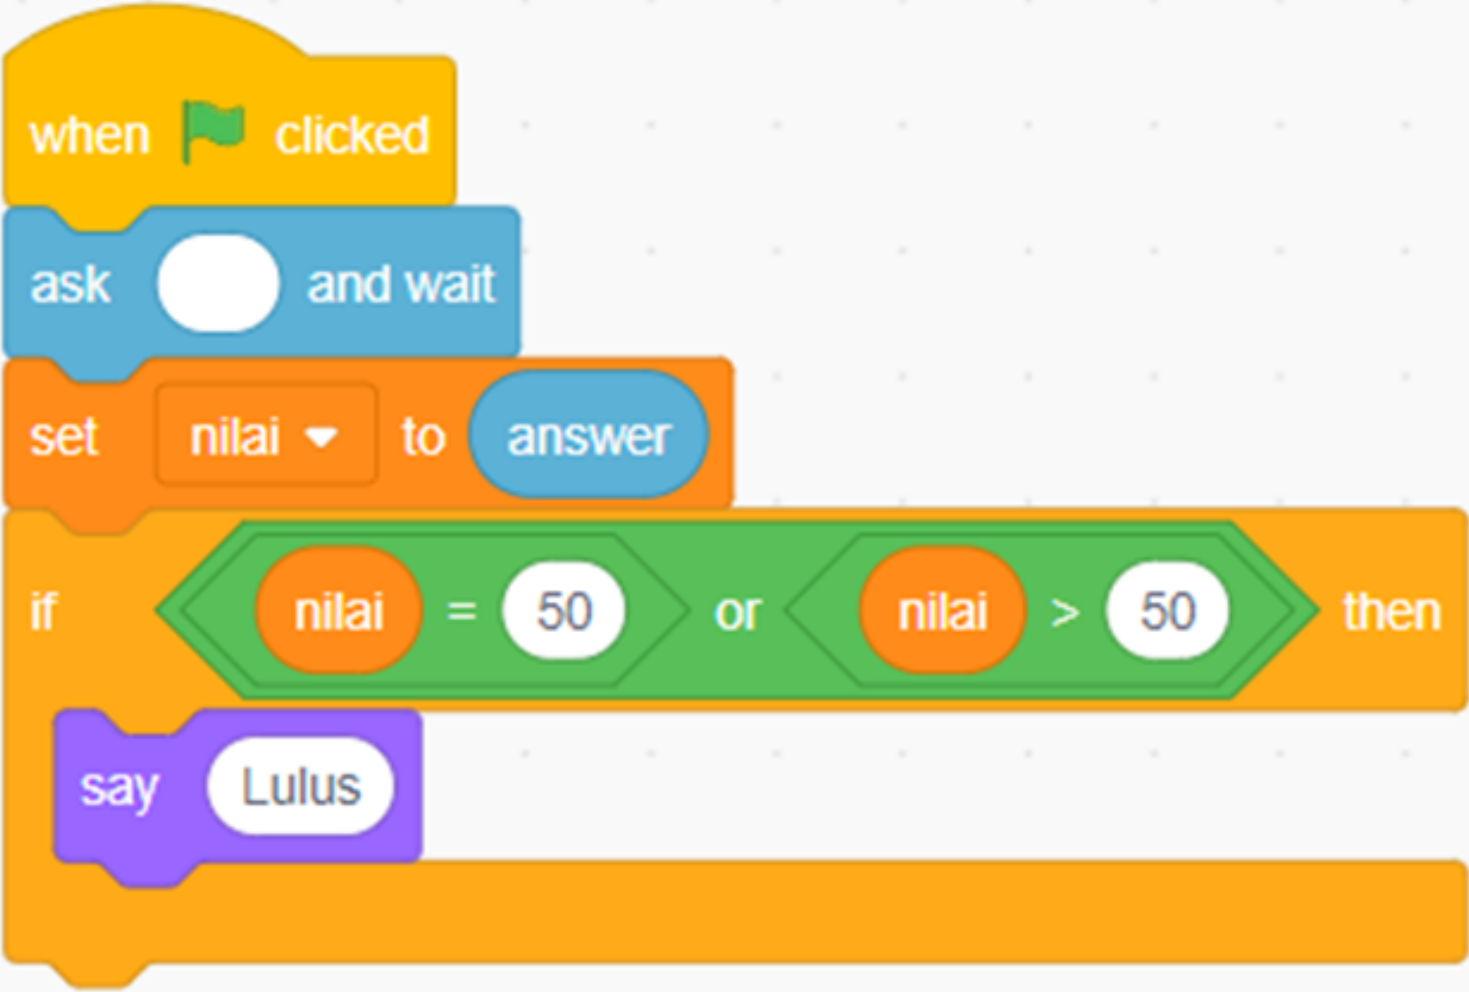 when clicked
ask and wait
set nilai to answer
if nilai = 50 or nilai > 50 then
say Lulus